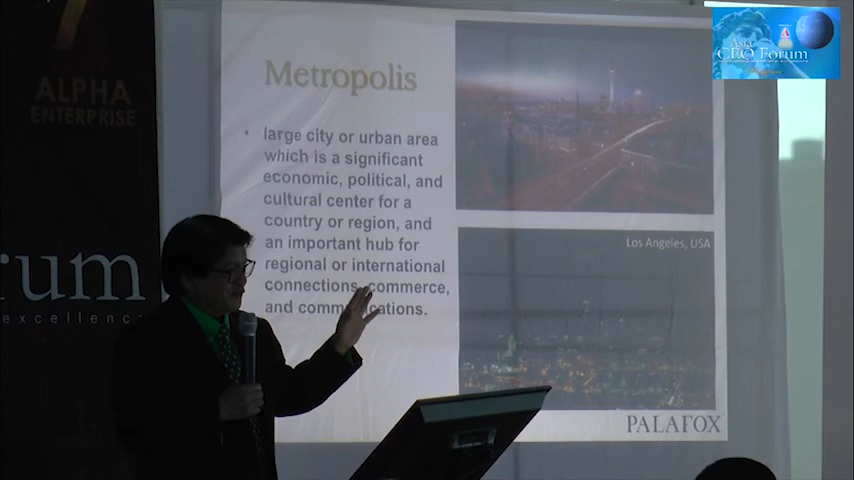 ALPHA
ENTERPRISE
rum
excellenc
Metropolis
• large city or urban area
which is a significant
economic, political, and
cultural center for a
country or region, and
an important hub for
regional or international
connections, commerce,
and communications.
Los Angeles, USA
PALAFOX
Asia
CEO Forum